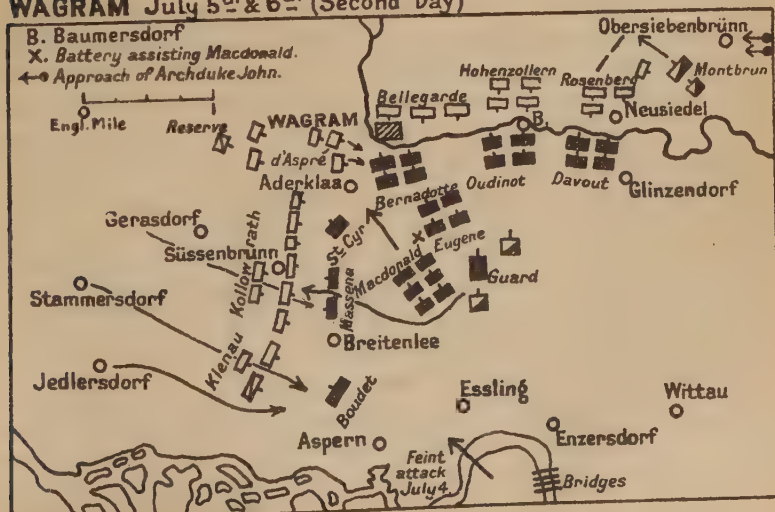 WAGRAM July 5th & 6th (Second Day)
B. Baumersdorf
X. Battery assisting Macdonald.
Approach of Archduke John.
Engl. Mile
Reserve
WAGRAM
Bellegarde
Hohenzollern
Rosenberg
Obersiebenbrünn
Montbrun
B.
Neusiedel
d'Aspré
Aderklaa
Bernadotte
Oudinot
Davout
Glinzendorf
Gerasdorf
Süssenbrünn
Kollowrath
St Cyr
Massena
Macdonald
X
Eugene
Guard
Stammersdorf
Breitenlee
Klenau
Jedlersdorf
Boudet
Essling
Wittau
Aspern
Enzersdorf
Feint
attack
July 4.
Bridges